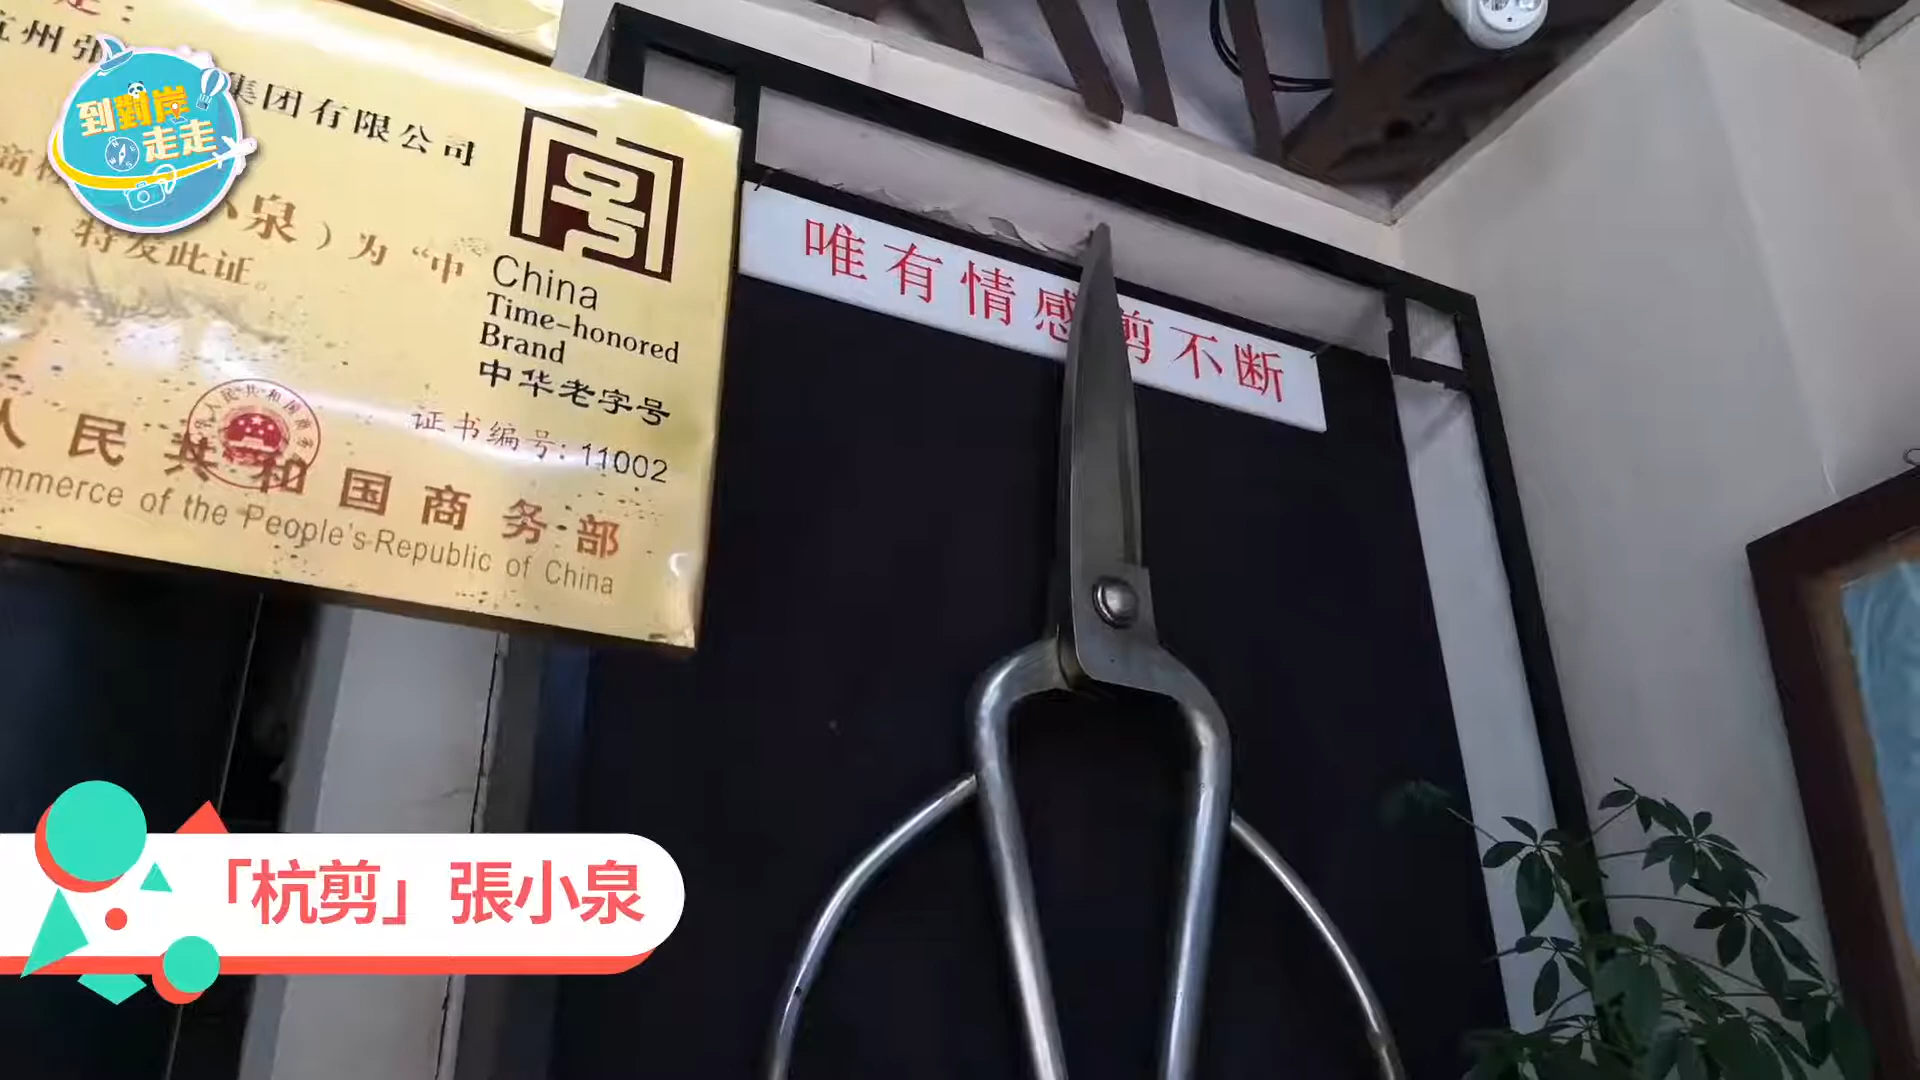 到對岸
走走
集团有限公司
泉）为“中
特发此证。
China
Time-honored
Brand
中华老字号
证书编号: 11002
人民共和国商务部
of the People's Republic of China
唯有情感剪不断
「杭剪」張小泉